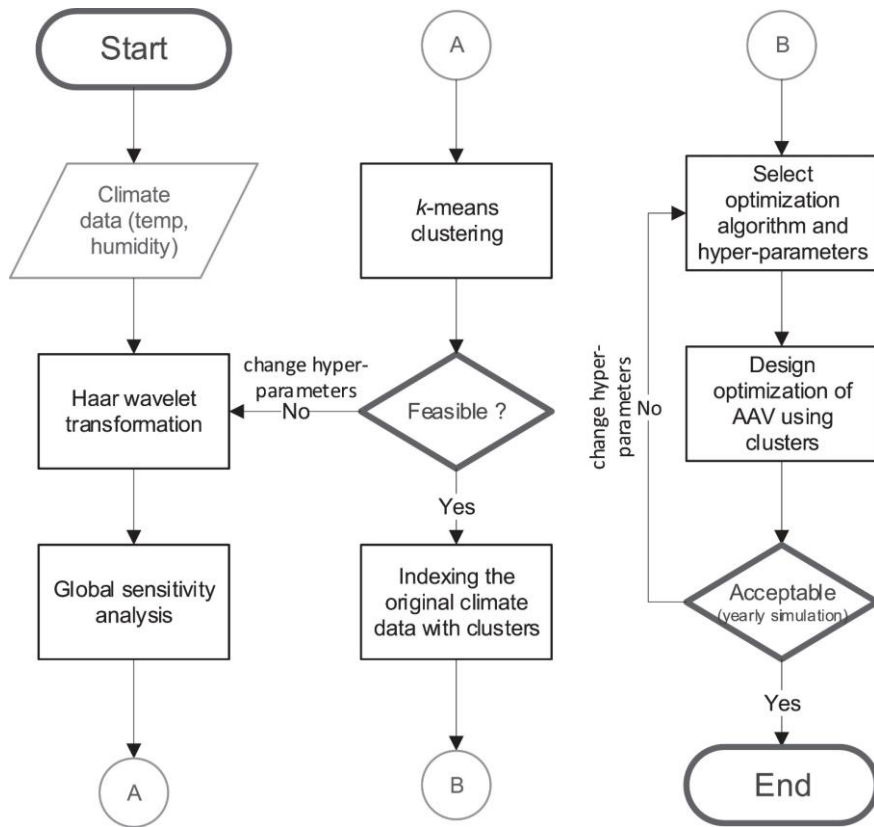 Start
Climate
data (temp,
humidity)
Haar wavelet
transformation
Global sensitivity
analysis
A
A
k-means
clustering
change hyper-
parameters
No
Feasible ?
Yes
Indexing the
original climate
data with clusters
B
B
Select
optimization
algorithm and
hyper-parameters
change hyper-
parameters
No
Design
optimization of
AAV using
clusters
Acceptable
(yearly simulation)
Yes
End